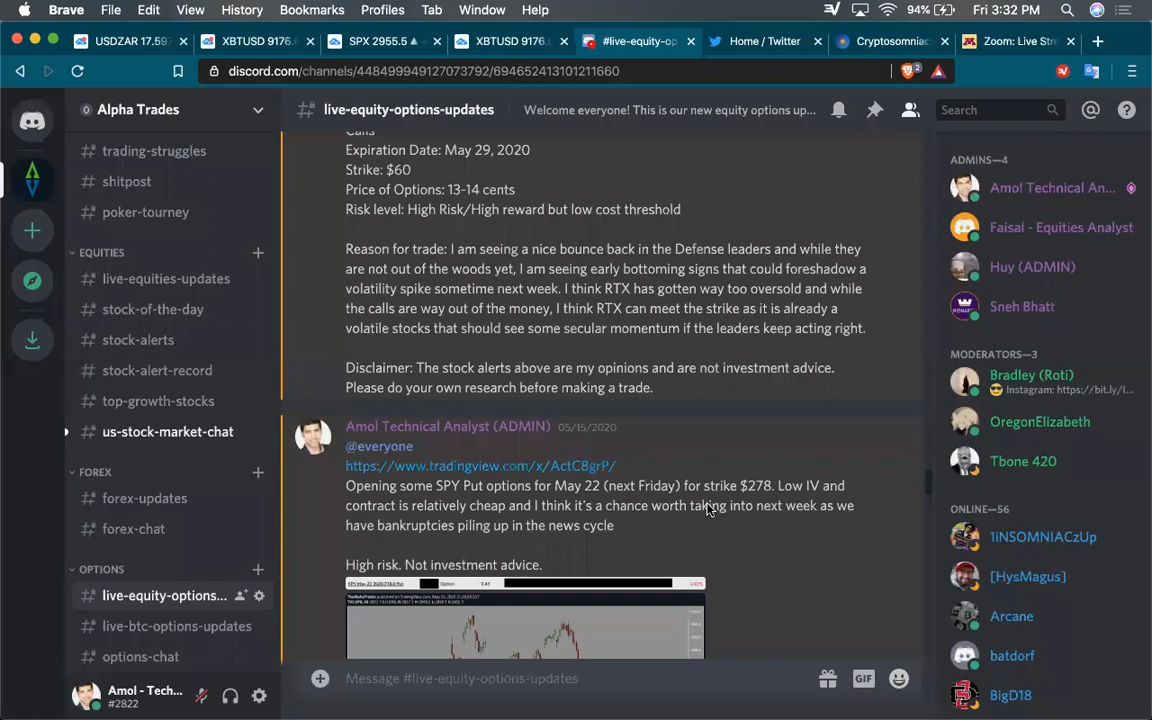 Brave File Edit View History Bookmarks Profiles Tab Window Help 94% Fri 3:32 PM
USDZAR 17.597 XBTUSD 9176. SPX 2955.5 XBTUSD 9176. #live-equity-op Home / Twitter Cryptosomniac Zoom: Live Stre
discord.com/channels/448499949127073792/694652413101211660 2
Alpha Trades
trading-struggles
shitpost
poker-tourney
EQUITIES
live-equities-updates
stock-of-the-day
stock-alerts
stock-alert-record
top-growth-stocks
us-stock-market-chat
FOREX
forex-updates
forex-chat
OPTIONS
live-equity-options...
live-btc-options-updates
options-chat
Amol - Tech...
#2822
live-equity-options-updates Welcome everyone! This is our new equity options up... Search
Calls
Expiration Date: May 29, 2020
Strike: $60
Price of Options: 13-14 cents
Risk level: High Risk/High reward but low cost threshold
Reason for trade: I am seeing a nice bounce back in the Defense leaders and while they
are not out of the woods yet, I am seeing early bottoming signs that could foreshadow a
volatility spike sometime next week. I think RTX has gotten way too oversold and while
the calls are way out of the money, I think RTX can meet the strike as it is already a
volatile stocks that should see some secular momentum if the leaders keep acting right.
Disclaimer: The stock alerts above are my opinions and are not investment advice.
Please do your own research before making a trade.
Amol Technical Analyst (ADMIN) 05/15/2020
@everyone
https://www.tradingview.com/x/ActC8grP/
Opening some SPY Put options for May 22 (next Friday) for strike $278. Low IV and
contract is relatively cheap and I think it's a chance worth taking into next week as we
have bankruptcies piling up in the news cycle
High risk. Not investment advice.
Message #live-equity-options-updates
GIF
ADMINS—4
Amol Technical An...
Faisal - Equities Analyst
Huy (ADMIN)
Sneh Bhatt
MODERATORS—3
Bradley (Roti)
Instagram: https://bit.ly/I...
OregonElizabeth
Tbone 420
ONLINE—56
1iNSOMNIACzUp
[HysMagus]
Arcane
batdorf
BigD18